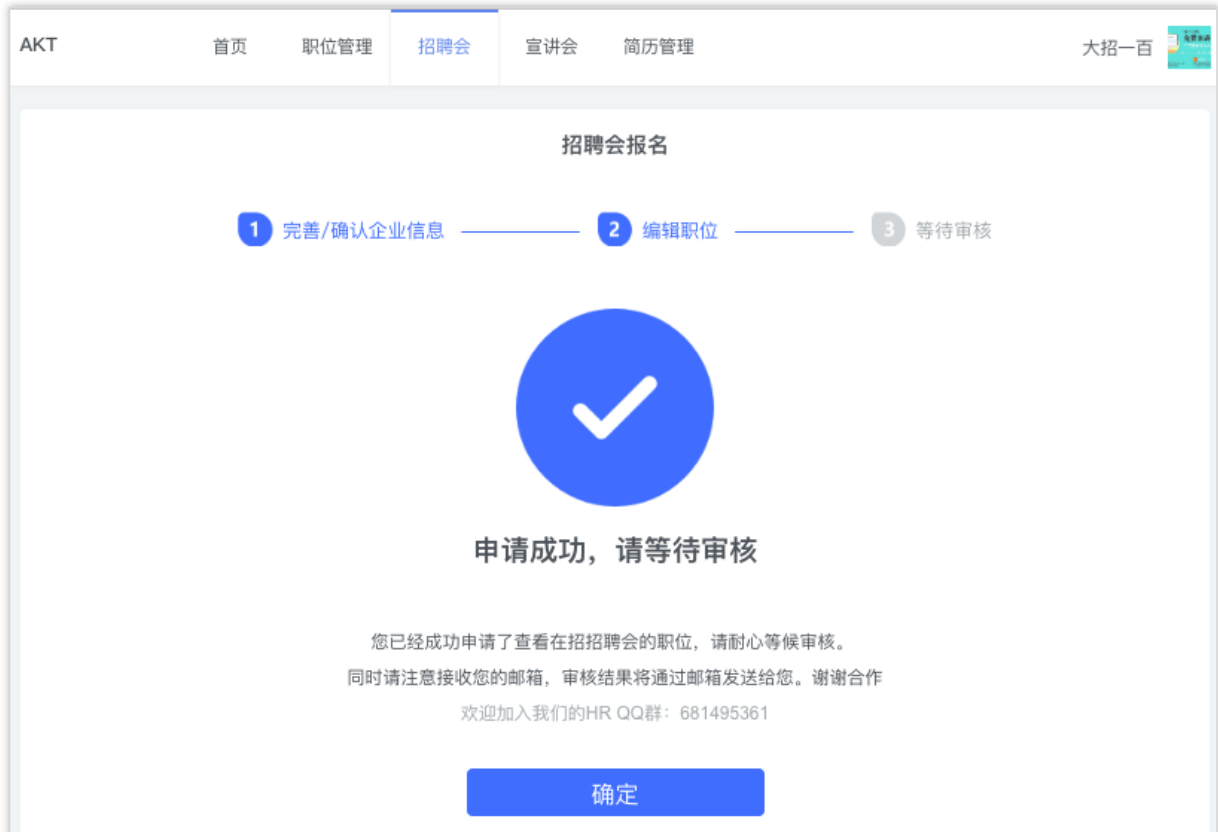 AKT 首页 职位管理 招聘会 宣讲会 简历管理 大招一百
招聘会报名
1 完善/确认企业信息 2 编辑职位 3 等待审核
申请成功，请等待审核
您已经成功申请了查看在招招聘会的职位，请耐心等候审核。
同时请注意接收您的邮箱，审核结果将通过邮箱发送给您。谢谢合作
欢迎加入我们的HR QQ群：681495361
确定